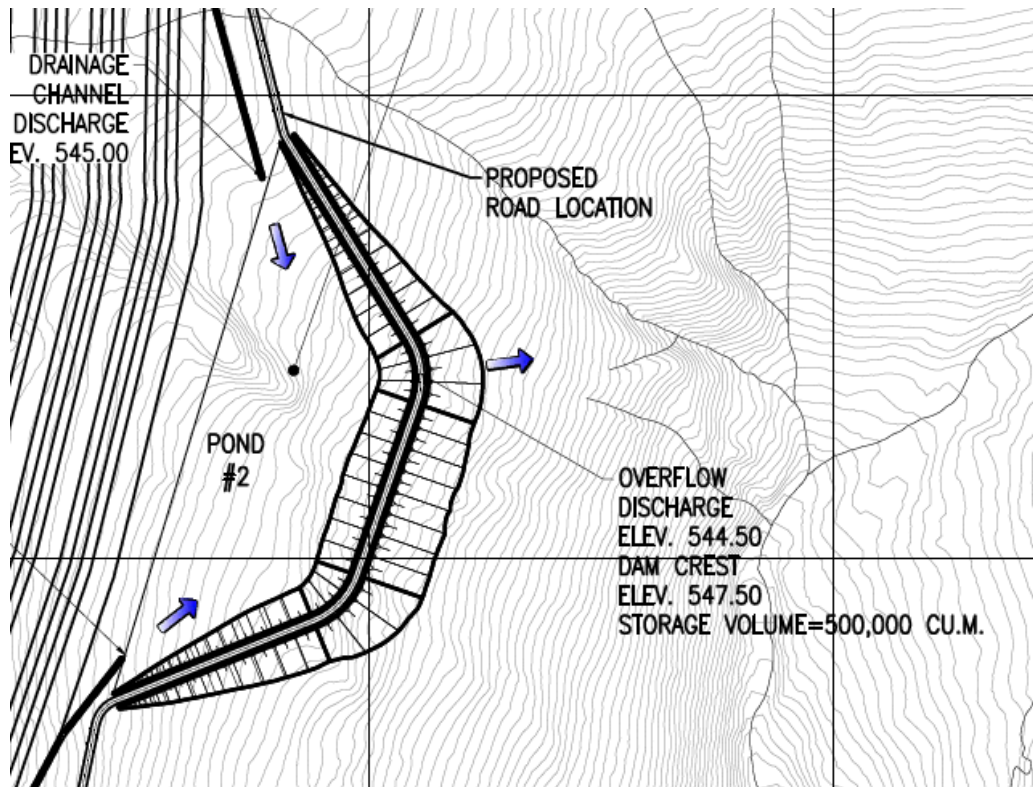 DRAINAGE
CHANNEL
DISCHARGE
EV. 545.00
PROPOSED
ROAD LOCATION
POND
#2
OVERFLOW
DISCHARGE
ELEV. 544.50
DAM CREST
ELEV. 547.50
STORAGE VOLUME=500,000 CU.M.